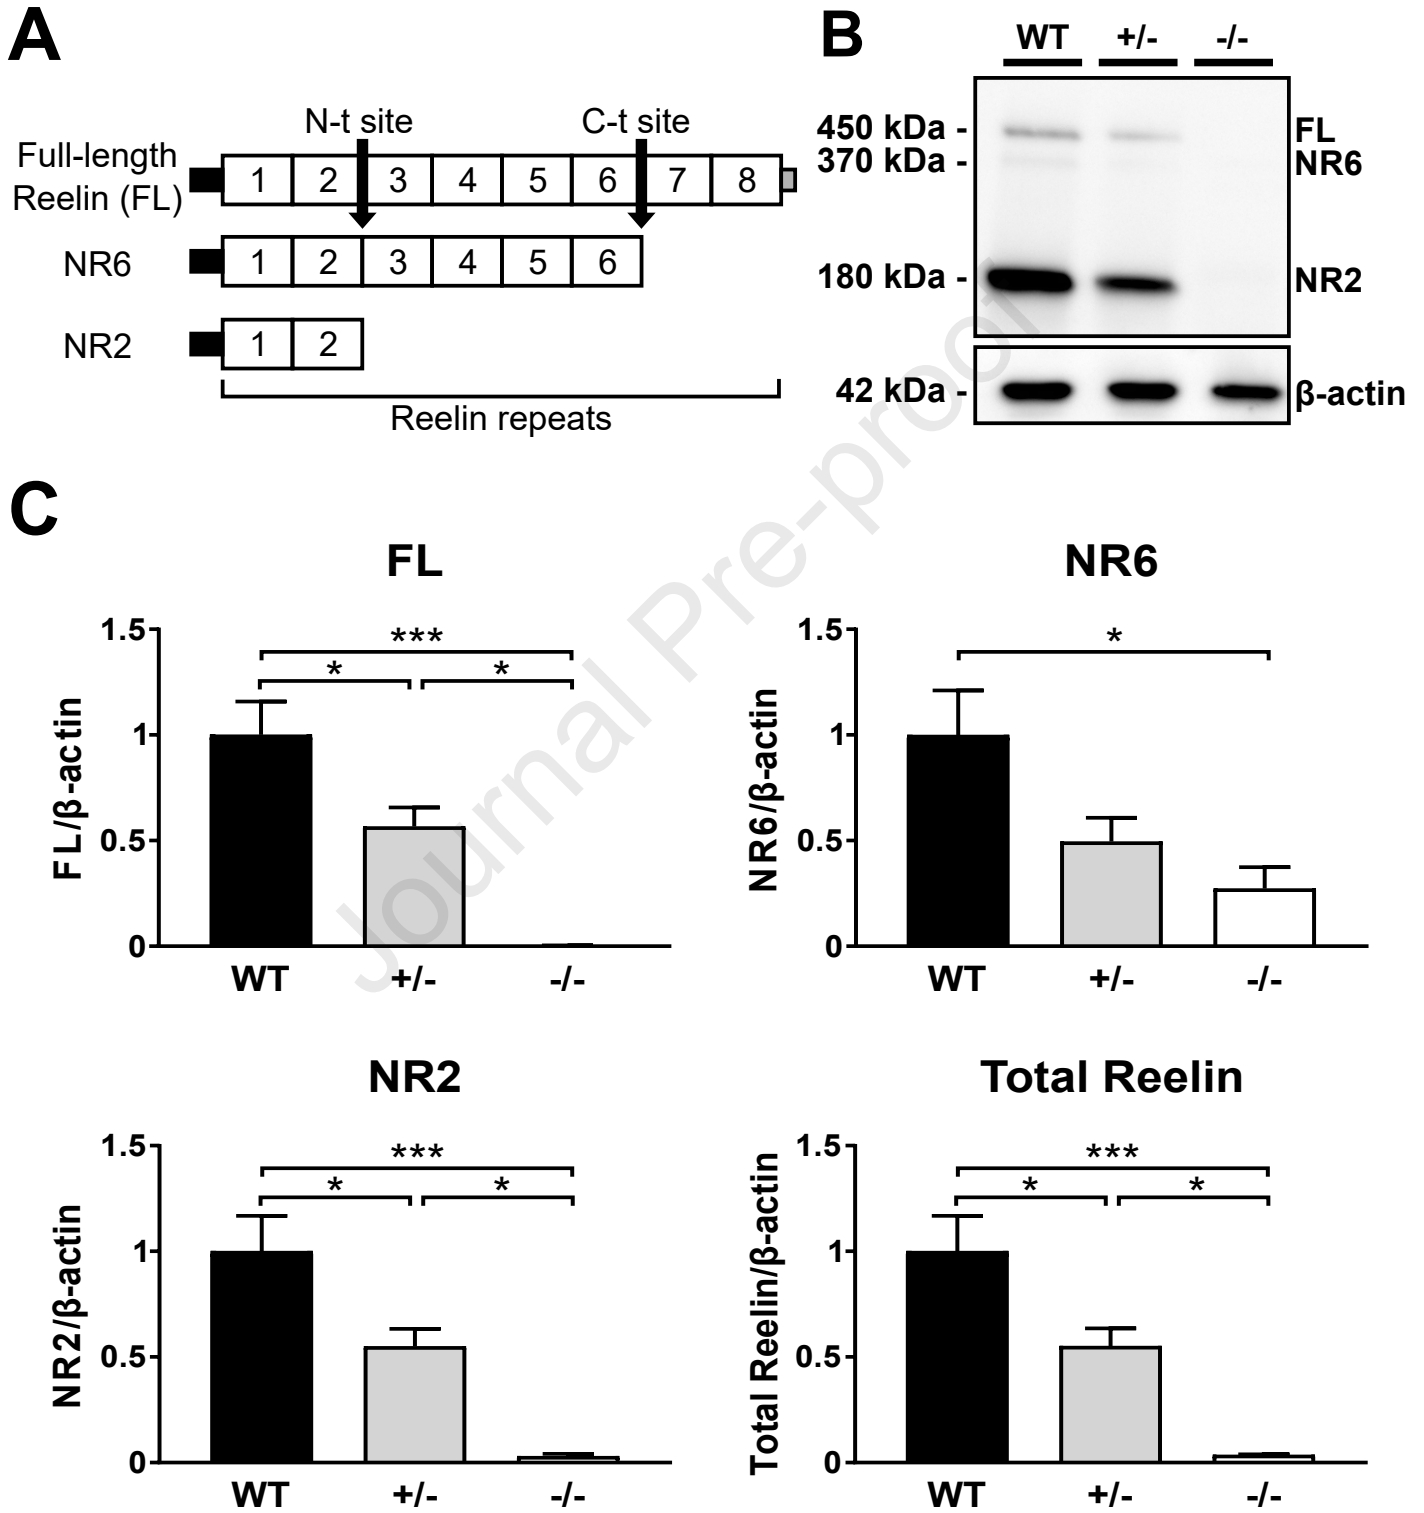 A
N-t site
C-t site
Full-length
Reelin (FL)
1 2 3 4 5 6 7 8
NR6
1 2 3 4 5 6
NR2
1 2
Reelin repeats
B
WT +/- -/-
450 kDa -
FL
370 kDa -
NR6
180 kDa -
NR2
42 kDa -
β-actin
Journal Pre-proof
C
FL
FL/β-actin
1.5
1
0.5
0
***
* *
WT +/- -/-
NR6
NR6/β-actin
1.5
1
0.5
0
*
WT +/- -/-
NR2
NR2/β-actin
1.5
1
0.5
0
***
* *
WT +/- -/-
Total Reelin
Total Reelin/β-actin
1.5
1
0.5
0
***
* *
WT +/- -/-